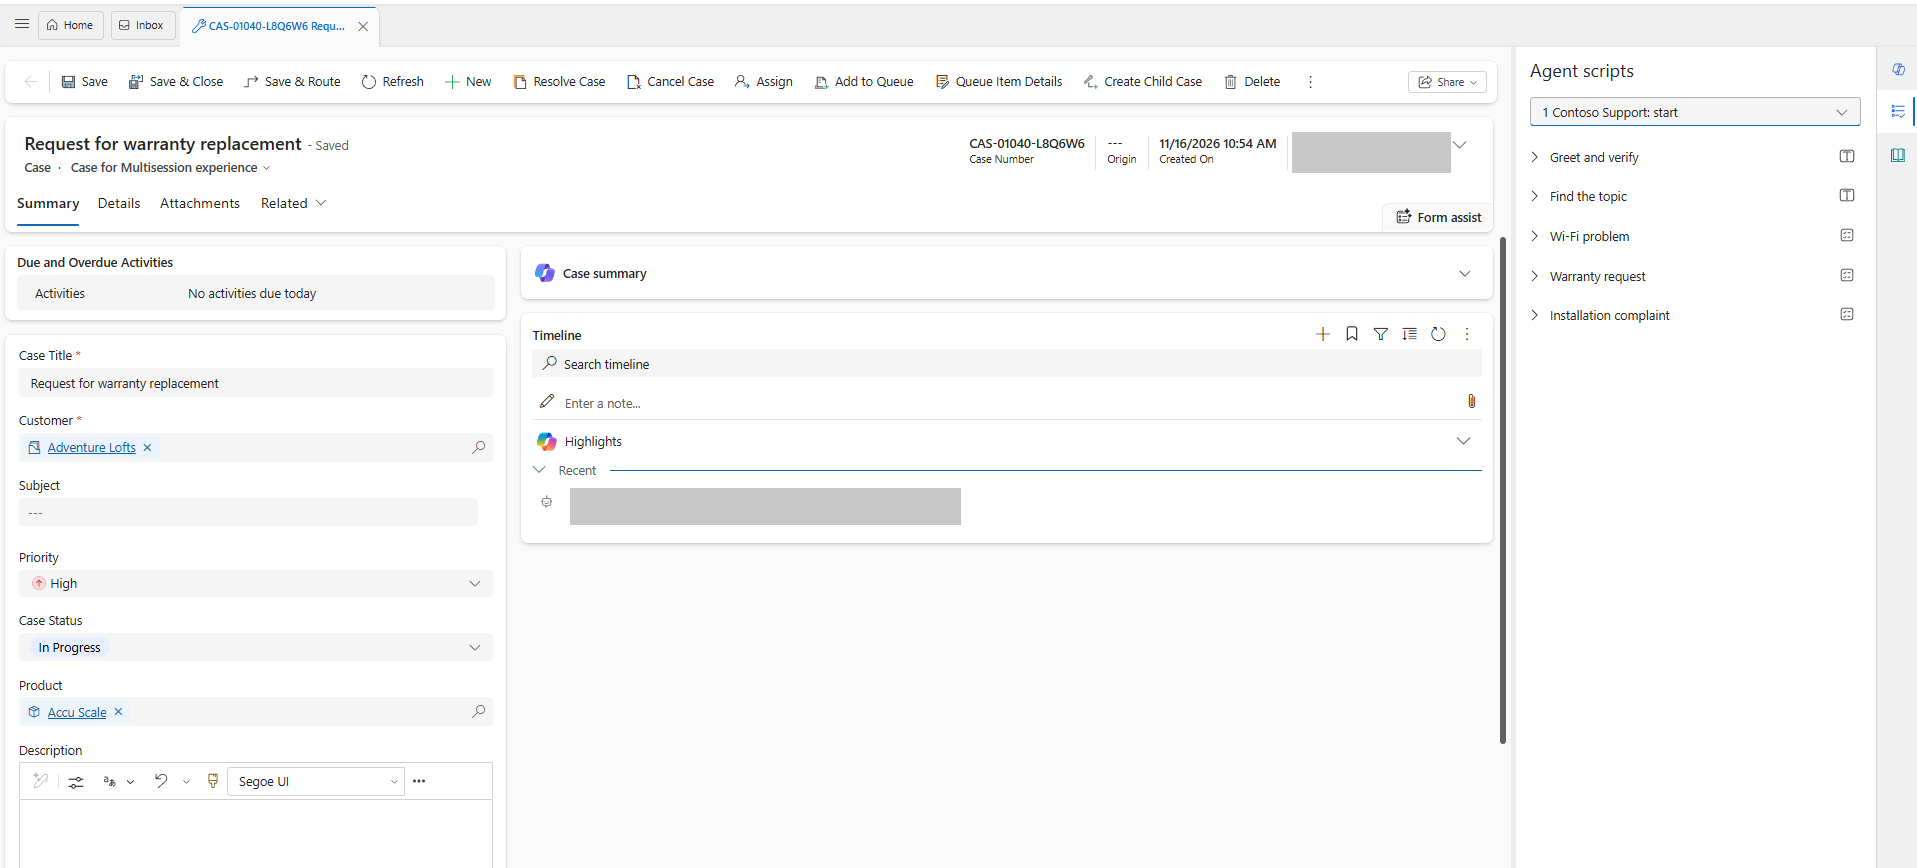 Home
Inbox
CAS-01040-L8Q6W6 Requ...
Save
Save & Close
Save & Route
Refresh
New
Resolve Case
Cancel Case
Assign
Add to Queue
Queue Item Details
Create Child Case
Delete
Share
Request for warranty replacement - Saved
Case · Case for Multisession experience
CAS-01040-L8Q6W6
Case Number
---
Origin
11/16/2026 10:54 AM
Created On
Summary
Details
Attachments
Related
Form assist
Due and Overdue Activities
Activities
No activities due today
Case Title *
Request for warranty replacement
Customer *
Adventure Lofts
Subject
---
Priority
High
Case Status
In Progress
Product
Accu Scale
Description
Segoe UI
Case summary
Timeline
Search timeline
Enter a note...
Highlights
Recent
Agent scripts
1 Contoso Support: start
Greet and verify
Find the topic
Wi-Fi problem
Warranty request
Installation complaint